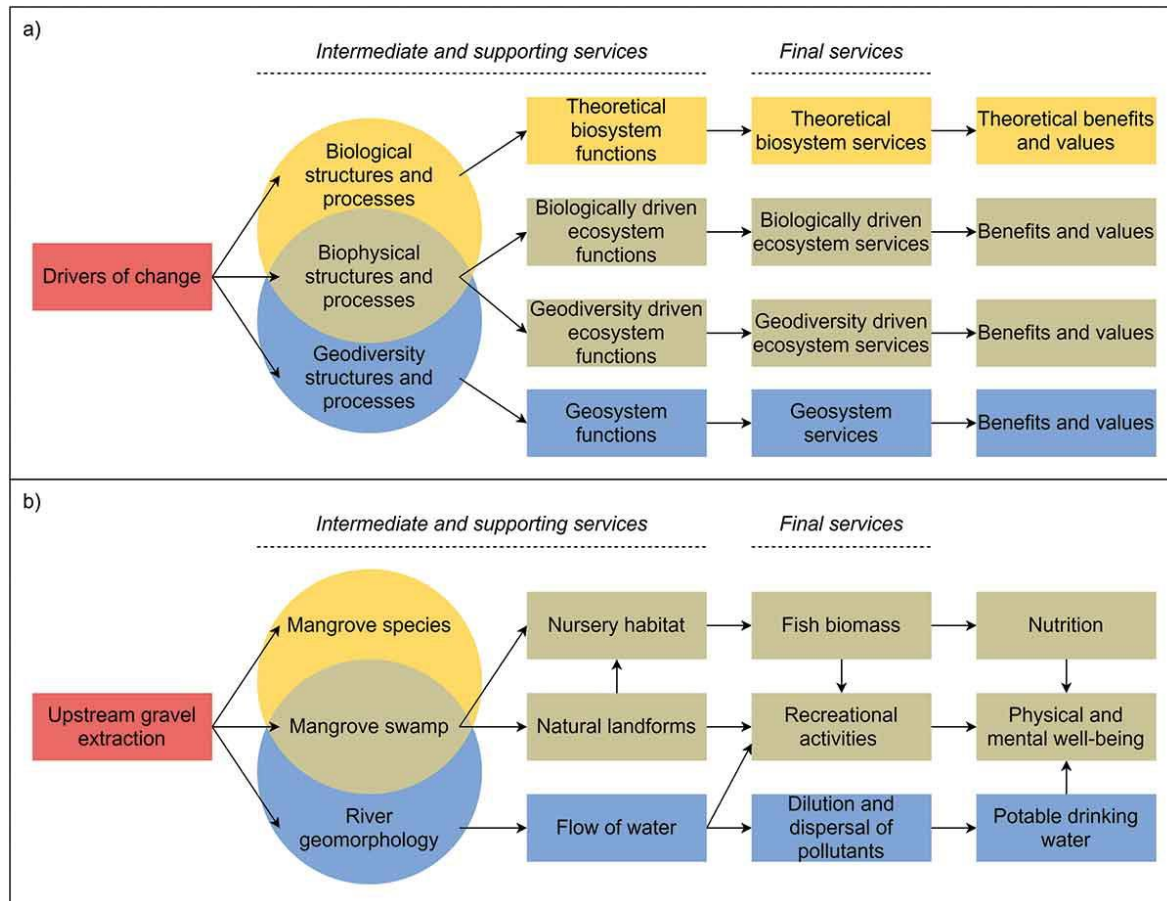 a)
Intermediate and supporting services
Final services
Biological
structures and
processes
Theoretical
biosystem
functions
Theoretical
biosystem services
Theoretical benefits
and values
Drivers of change
Biophysical
structures and
processes
Biologically driven
ecosystem
functions
Biologically driven
ecosystem services
Benefits and values
Geodiversity driven
ecosystem
functions
Geodiversity driven
ecosystem services
Benefits and values
Geodiversity
structures and
processes
Geosystem
functions
Geosystem
services
Benefits and values
b)
Intermediate and supporting services
Final services
Mangrove species
Nursery habitat
Fish biomass
Nutrition
Upstream gravel
extraction
Mangrove swamp
Natural landforms
Recreational
activities
Physical and
mental well-being
River
geomorphology
Flow of water
Dilution and
dispersal of
pollutants
Potable drinking
water